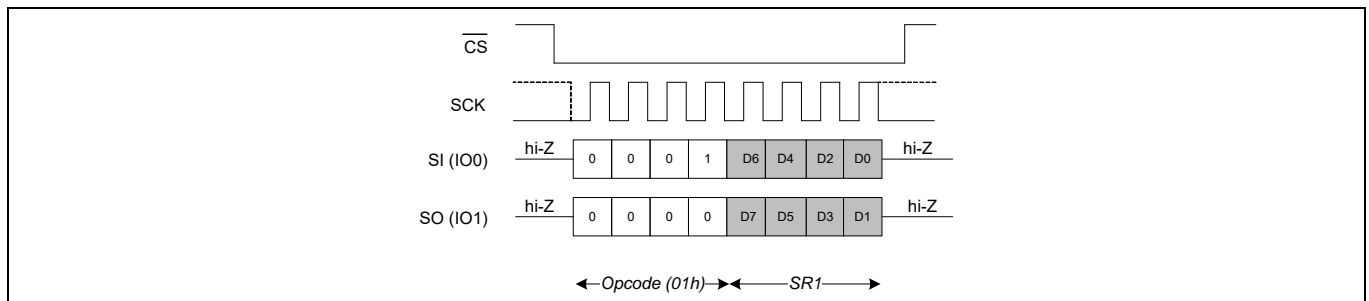 CS
SCK
SI (IO0) hi-Z 0 0 0 1 D6 D4 D2 D0 hi-Z
SO (IO1) hi-Z 0 0 0 0 D7 D5 D3 D1 hi-Z
Opcode (01h) SR1